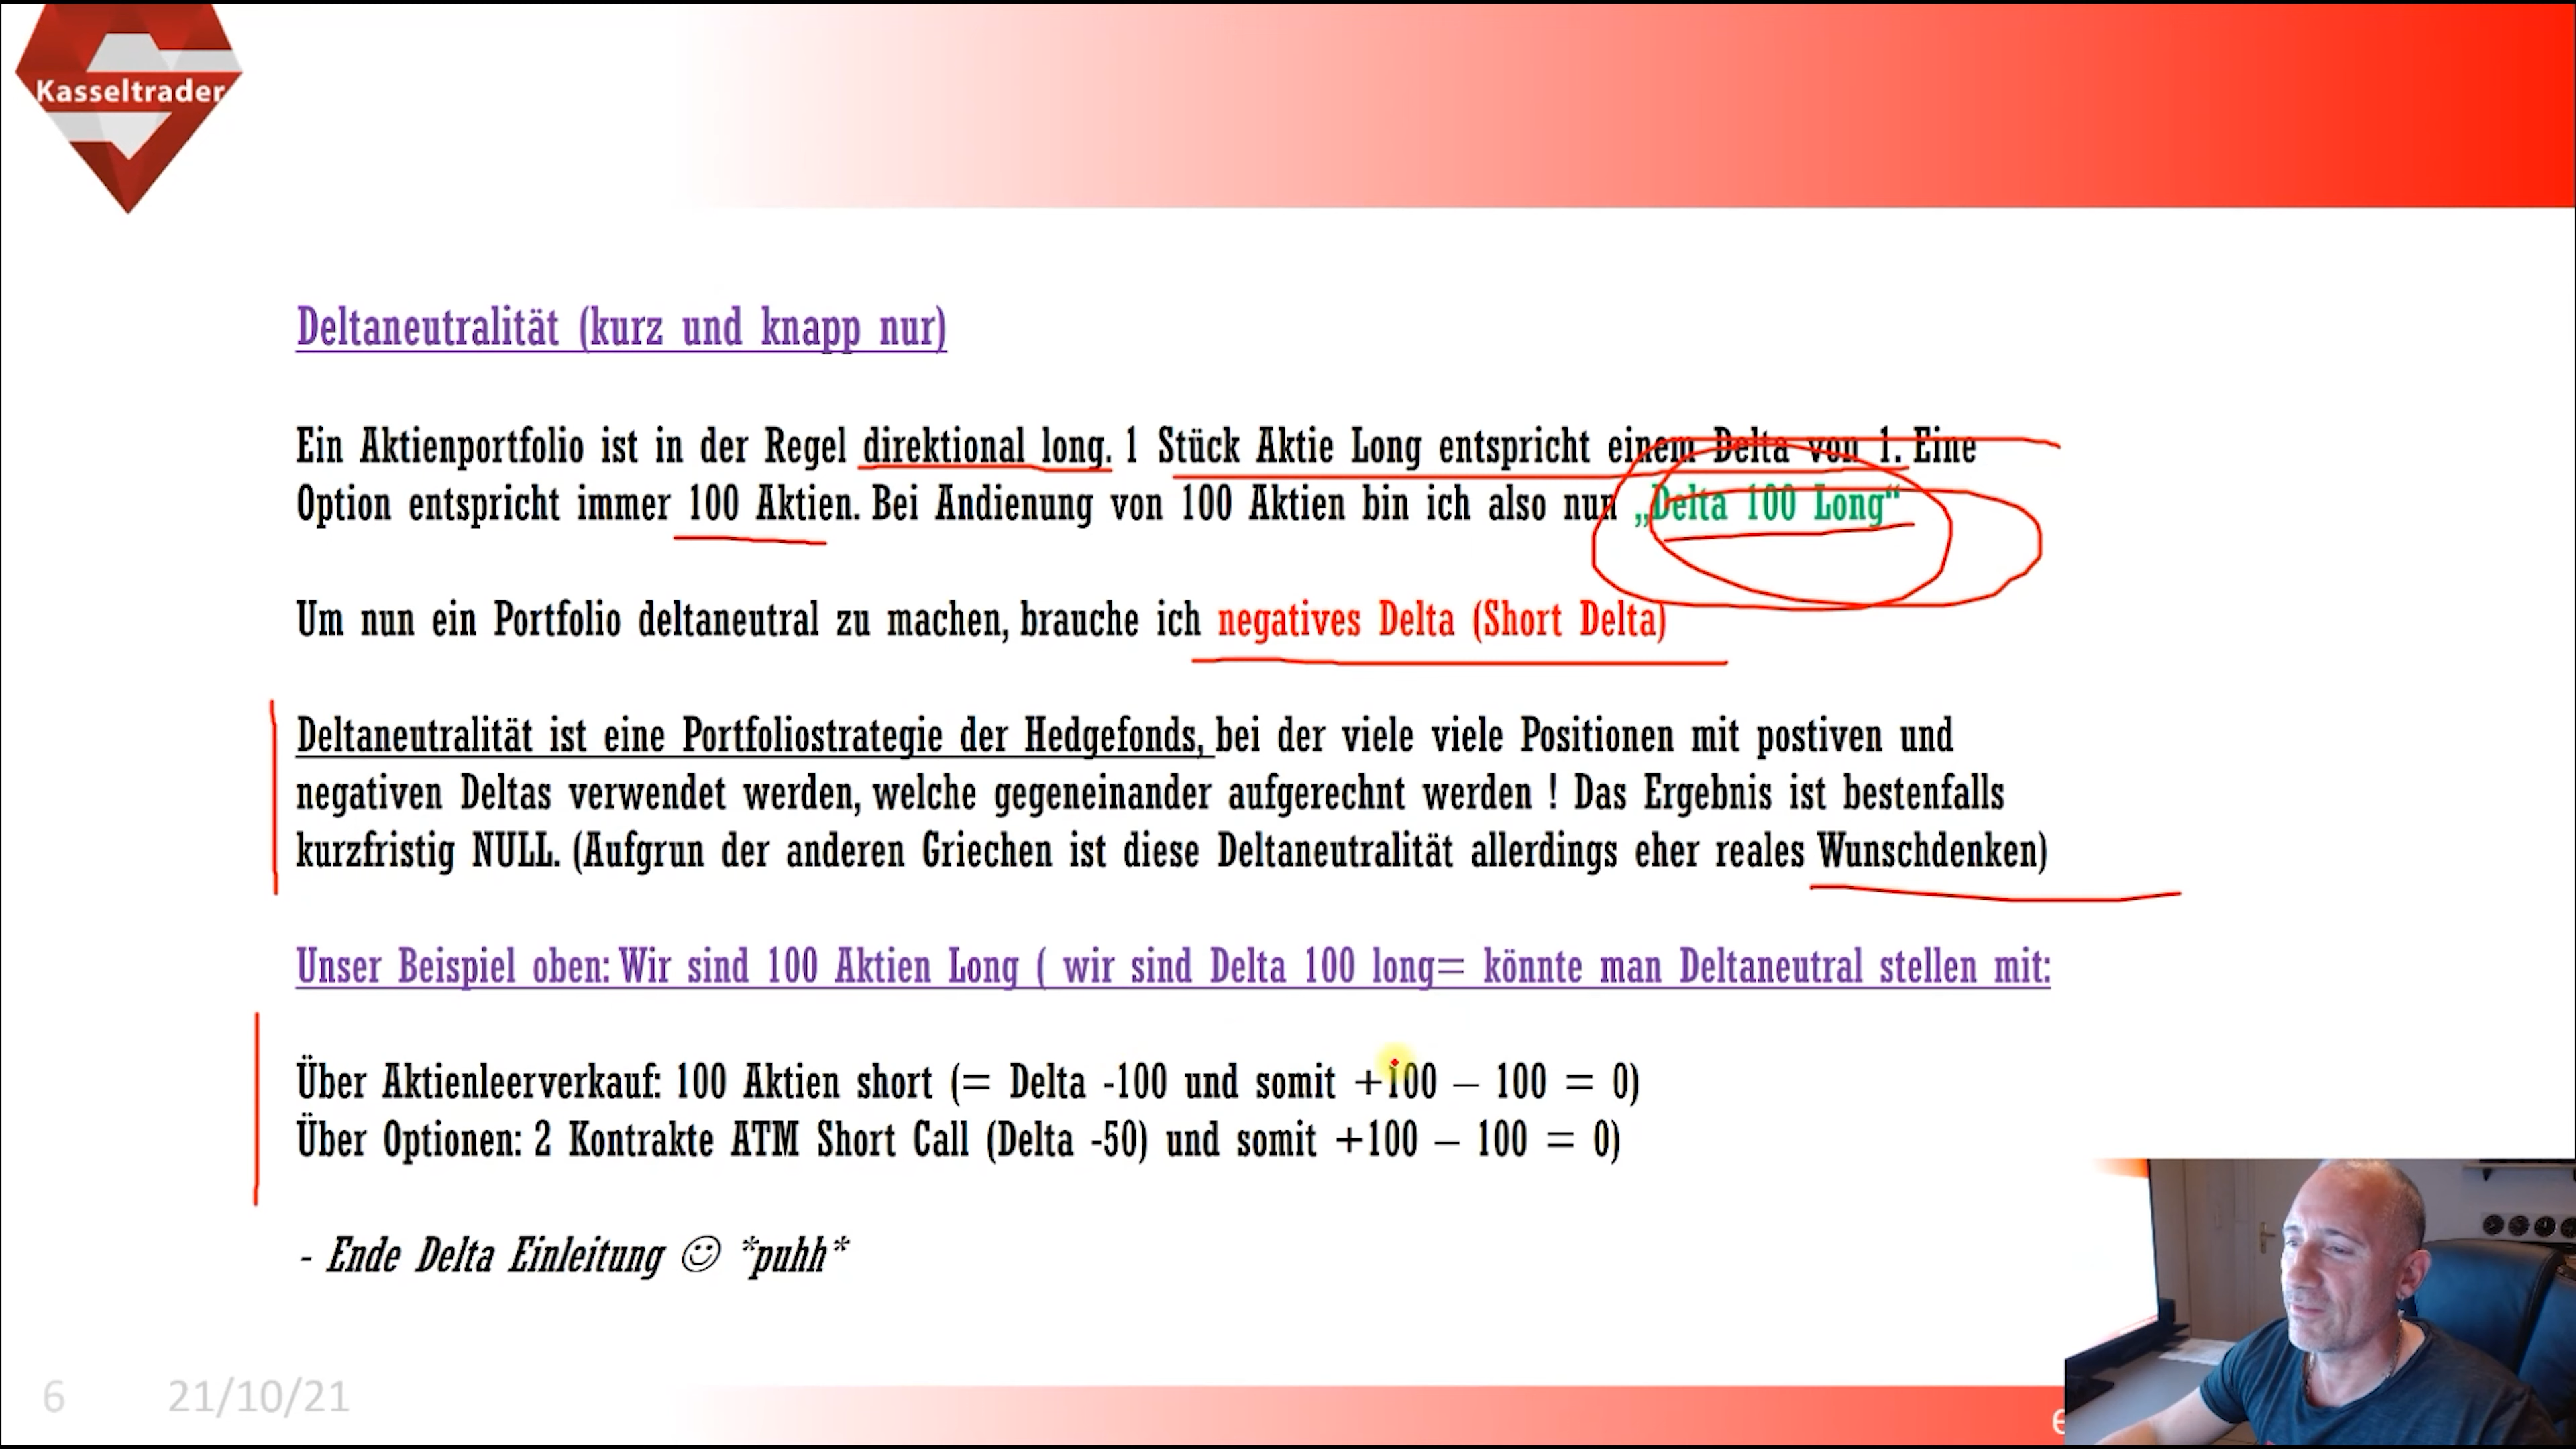 Kasseltrader
Deltaneutralität (kurz und knapp nur)
Ein Aktienportfolio ist in der Regel direktional long. 1 Stück Aktie Long entspricht einem Delta von 1. Eine
Option entspricht immer 100 Aktien. Bei Andienung von 100 Aktien bin ich also nun „Delta 100 Long“
Um nun ein Portfolio deltaneutral zu machen, brauche ich negatives Delta (Short Delta)
Deltaneutralität ist eine Portfoliostrategie der Hedgefonds, bei der viele viele Positionen mit postiven und
negativen Deltas verwendet werden, welche gegeneinander aufgerechnt werden ! Das Ergebnis ist bestenfalls
kurzfristig NULL. (Aufgrun der anderen Griechen ist diese Deltaneutralität allerdings eher reales Wunschdenken)
Unser Beispiel oben: Wir sind 100 Aktien Long ( wir sind Delta 100 long= könnte man Deltaneutral stellen mit:
Über Aktienleerverkauf: 100 Aktien short (= Delta -100 und somit +100 – 100 = 0)
Über Optionen: 2 Kontrakte ATM Short Call (Delta -50) und somit +100 – 100 = 0)
- Ende Delta Einleitung ☺ *puhh*
6 21/10/21